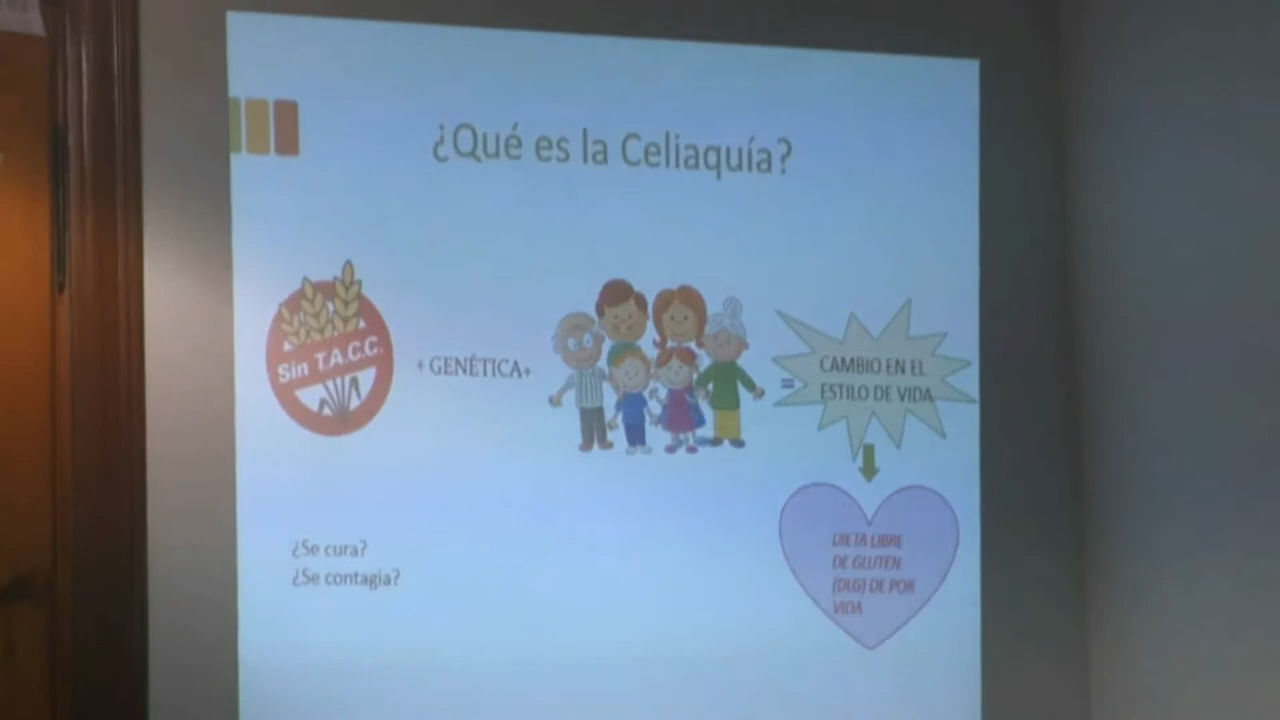 ¿Qué es la Celiaquía?
Sin T.A.C.C.
+ GENÉTICA+
=
CAMBIO EN EL
ESTILO DE VIDA
DIETA LIBRE
DE GLUTEN
(DLG) DE POR
VIDA
¿Se cura?
¿Se contagia?